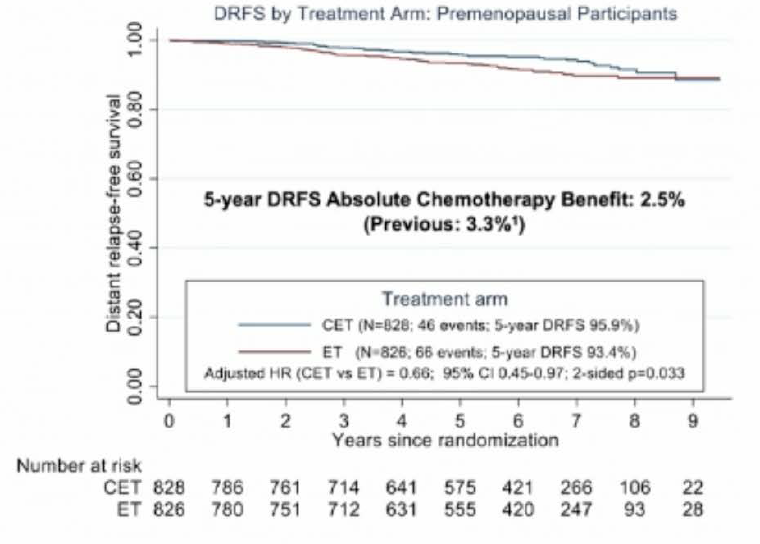 DRFS by Treatment Arm: Premenopausal Participants
Distant relapse-free survival
1.00
0.80
0.60
0.40
0.20
0.00
5-year DRFS Absolute Chemotherapy Benefit: 2.5%
(Previous: 3.3%¹)
Treatment arm
CET (N=828; 46 events; 5-year DRFS 95.9%)
ET (N=826; 66 events; 5-year DRFS 93.4%)
Adjusted HR (CET vs ET) = 0.66; 95% CI 0.45-0.97; 2-sided p=0.033
0 1 2 3 4 5 6 7 8 9
Years since randomization
Number at risk
CET 828 786 761 714 641 575 421 266 106 22
ET 826 780 751 712 631 555 420 247 93 28